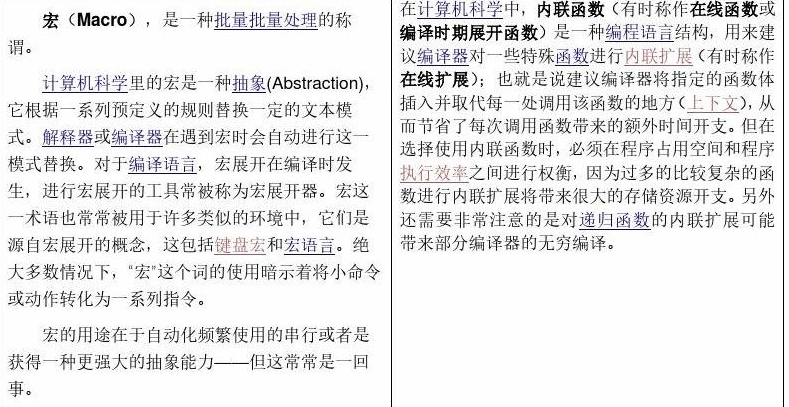 宏（Macro），是一种批量批量处理的称
谓。
计算机科学里的宏是一种抽象(Abstraction)，
它根据一系列预定义的规则替换一定的文本模
式。解释器或编译器在遇到宏时会自动进行这一
模式替换。对于编译语言，宏展开在编译时发
生，进行宏展开的工具常被称为宏展开器。宏这
一术语也常常被用于许多类似的环境中，它们是
源自宏展开的概念，这包括键盘宏和宏语言。绝
大多数情况下，“宏”这个词的使用暗示着将小命令
或动作转化为一系列指令。
宏的用途在于自动化频繁使用的串行或者是
获得一种更强大的抽象能力——但这常常是一回
事。
在计算机科学中，内联函数（有时称作在线函数或
编译时期展开函数）是一种编程语言结构，用来建
议编译器对一些特殊函数进行内联扩展（有时称作
在线扩展）；也就是说建议编译器将指定的函数体
插入并取代每一处调用该函数的地方（上下文），从
而节省了每次调用函数带来的额外时间开支。但在
选择使用内联函数时，必须在程序占用空间和程序
执行效率之间进行权衡，因为过多的比较复杂的函
数进行内联扩展将带来很大的存储资源开支。另外
还需要非常注意的是对递归函数的内联扩展可能
带来部分编译器的无穷编译。